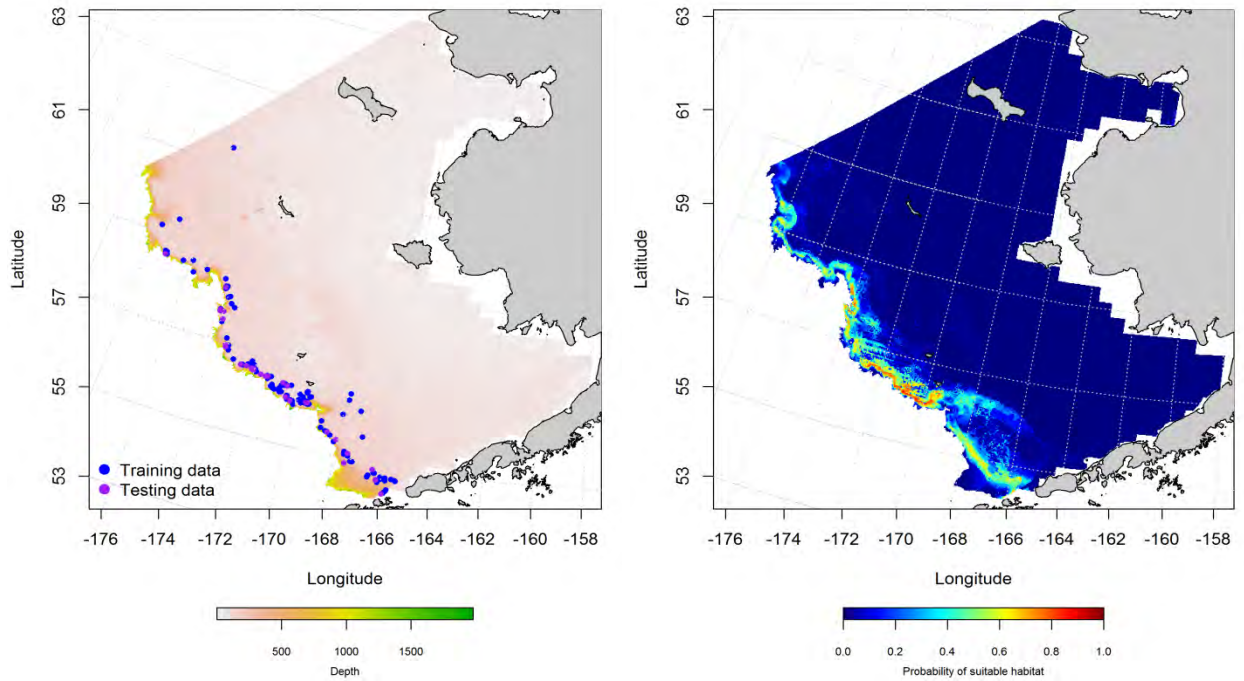 63
61
59
57
55
53
Latitude
Training data
Testing data
-176 -174 -172 -170 -168 -166 -164 -162 -160 -158
Longitude
500 1000 1500
Depth
63
61
59
57
55
53
Latitude
-176 -174 -172 -170 -168 -166 -164 -162 -160 -158
Longitude
0.0 0.2 0.4 0.6 0.8 1.0
Probability of suitable habitat